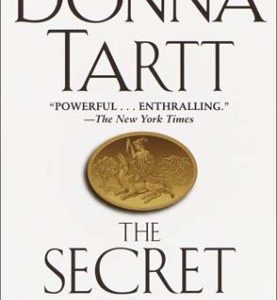 DONNA
TARTT
"POWERFUL . . . ENTHRALLING."
—The New York Times
THE
SECRET